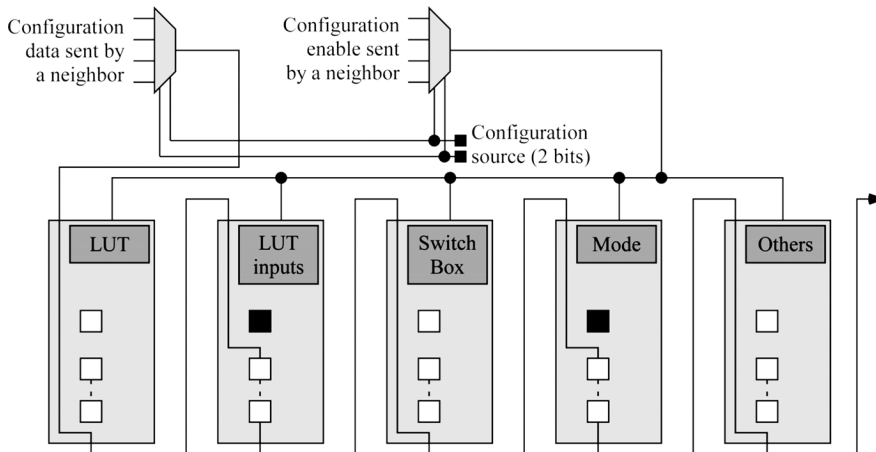 Configuration
data sent by
a neighbor
Configuration
enable sent
by a neighbor
Configuration
source (2 bits)
LUT
LUT
inputs
Switch
Box
Mode
Others